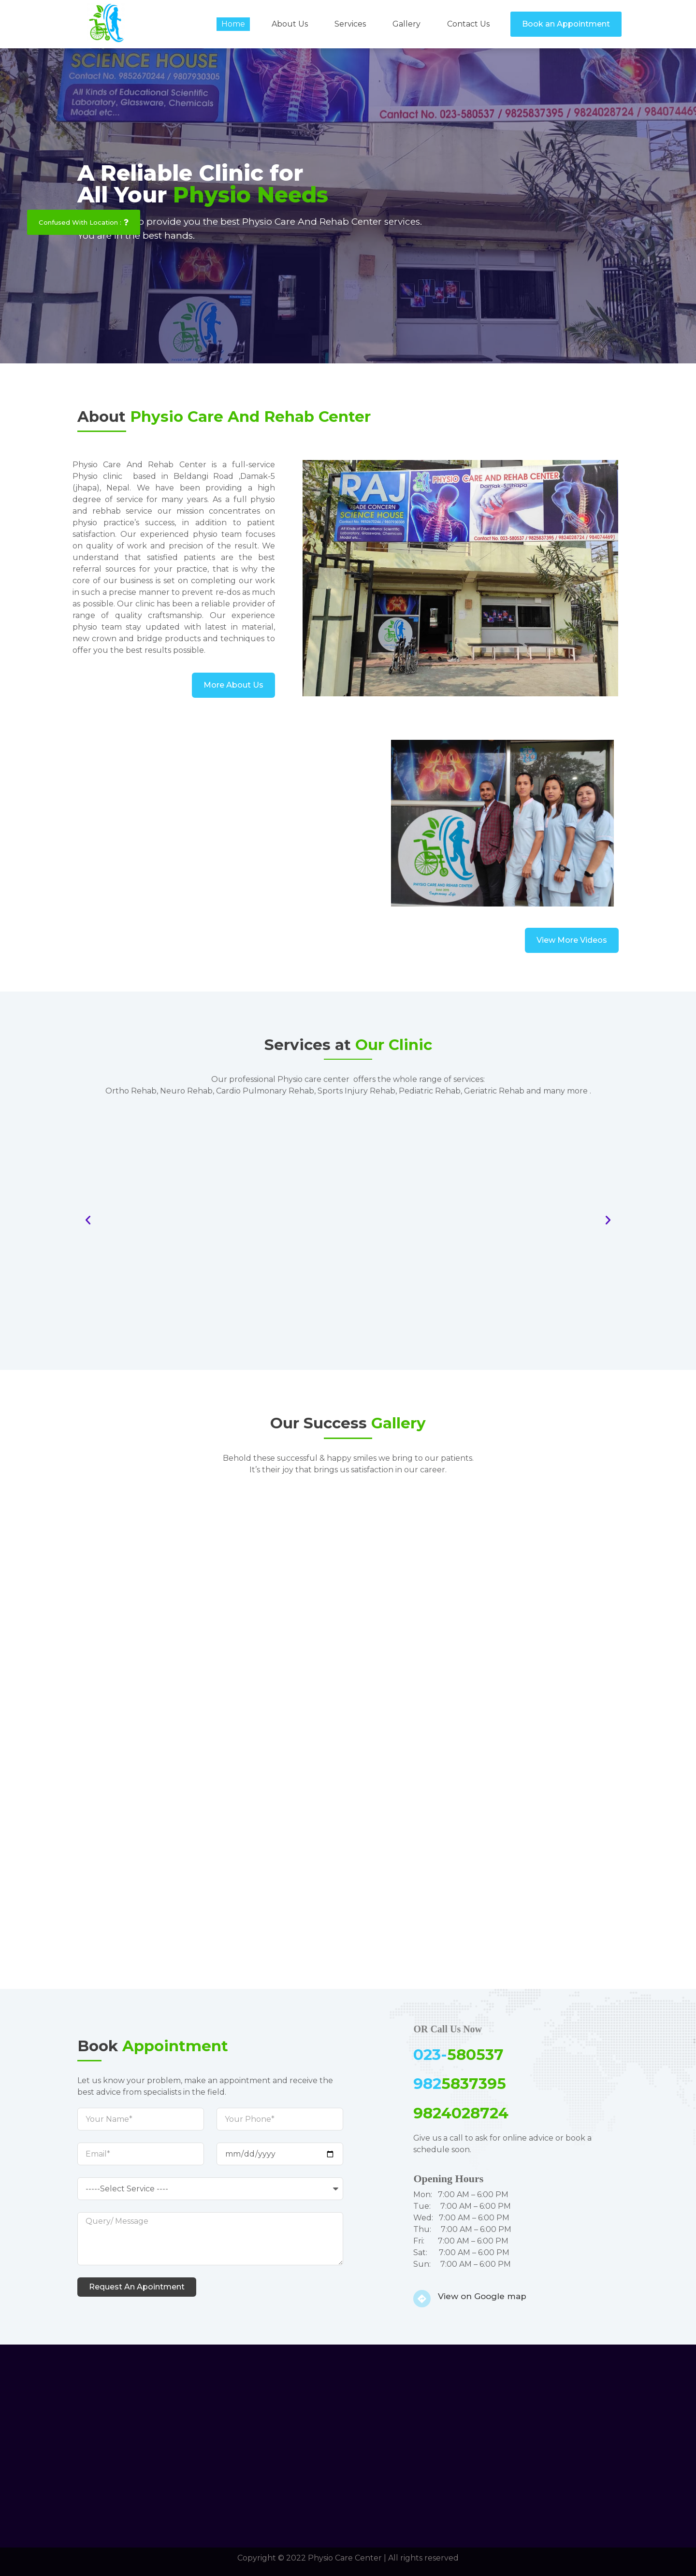 Home
About Us
Services
Gallery
Contact Us
Book an Appointment
SCIENCE HOUSE
Contact No. 9852670244 - 9807930305
All Kinds of Educational Scientific
Laboratory, Glassware, Chemicals
Modal etc...
Contact No. 023-580537 / 9825837395 / 9824028724 /
A Reliable Clinic for
All Your Physio Needs
Confused With Location : ?
provide you the best Physio Care And Rehab Center services.
You are in the best hands.
About Physio Care And Rehab Center
Physio Care And Rehab Center is a full-service
Physio clinic based in Beldangi Road ,Damak-5
(jhapa), Nepal. We have been providing a high
degree of service for many years. As a full physio
and rebhab service our mission concentrates on
physio practice's success, in addition to patient
satisfaction. Our experienced physio team focuses
on quality of work and precision of the result. We
understand that satisfied patients are the best
referral sources for your practice, that is why the
core of our business is set on completing our work
in such a precise manner to prevent re-dos as much
as possible. Our clinic has been a reliable provider of
range of quality craftsmanship. Our experience
physio team stay updated with latest in material,
new crown and bridge products and techniques to
offer you the best results possible.
RAJ
TRADE CONCERN
SCIENCE HOUSE
PHYSIO CARE AND REHAB CENTER
Contact No. 023-580537 / 9825837395 / 9824028724 / 9840744691
More About Us
PHYSIO CARE AND REHAB CENTER
View More Videos
Services at Our Clinic
Our professional Physio care center offers the whole range of services:
Ortho Rehab, Neuro Rehab, Cardio Pulmonary Rehab, Sports Injury Rehab, Pediatric Rehab, Geriatric Rehab and many more .
Our Success Gallery
Behold these successful & happy smiles we bring to our patients.
It's their joy that brings us satisfaction in our career.
Book Appointment
Let us know your problem, make an appointment and receive the
best advice from specialists in the field.
Your Name*
Your Phone*
Email*
mm/dd/yyyy
-----Select Service ----
Query/ Message
Request An Apointment
OR Call Us Now
023-580537
9825837395
9824028724
Give us a call to ask for online advice or book a
schedule soon.
Opening Hours
Mon: 7:00 AM – 6:00 PM
Tue: 7:00 AM – 6:00 PM
Wed: 7:00 AM – 6:00 PM
Thu: 7:00 AM – 6:00 PM
Fri: 7:00 AM – 6:00 PM
Sat: 7:00 AM – 6:00 PM
Sun: 7:00 AM – 6:00 PM
View on Google map
Copyright © 2022 Physio Care Center | All rights reserved